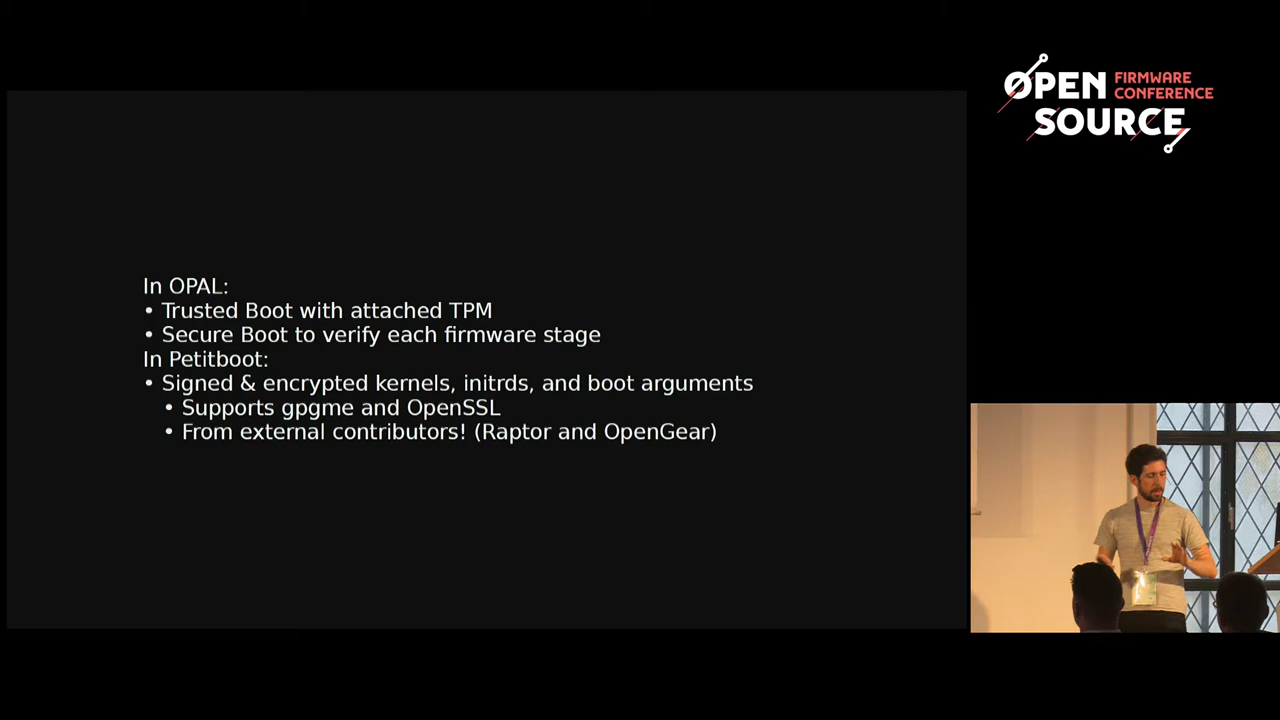 OPEN FIRMWARE
CONFERENCE
SOURCE
In OPAL:
• Trusted Boot with attached TPM
• Secure Boot to verify each firmware stage
In Petitboot:
• Signed & encrypted kernels, initrds, and boot arguments
• Supports gpgme and OpenSSL
• From external contributors! (Raptor and OpenGear)